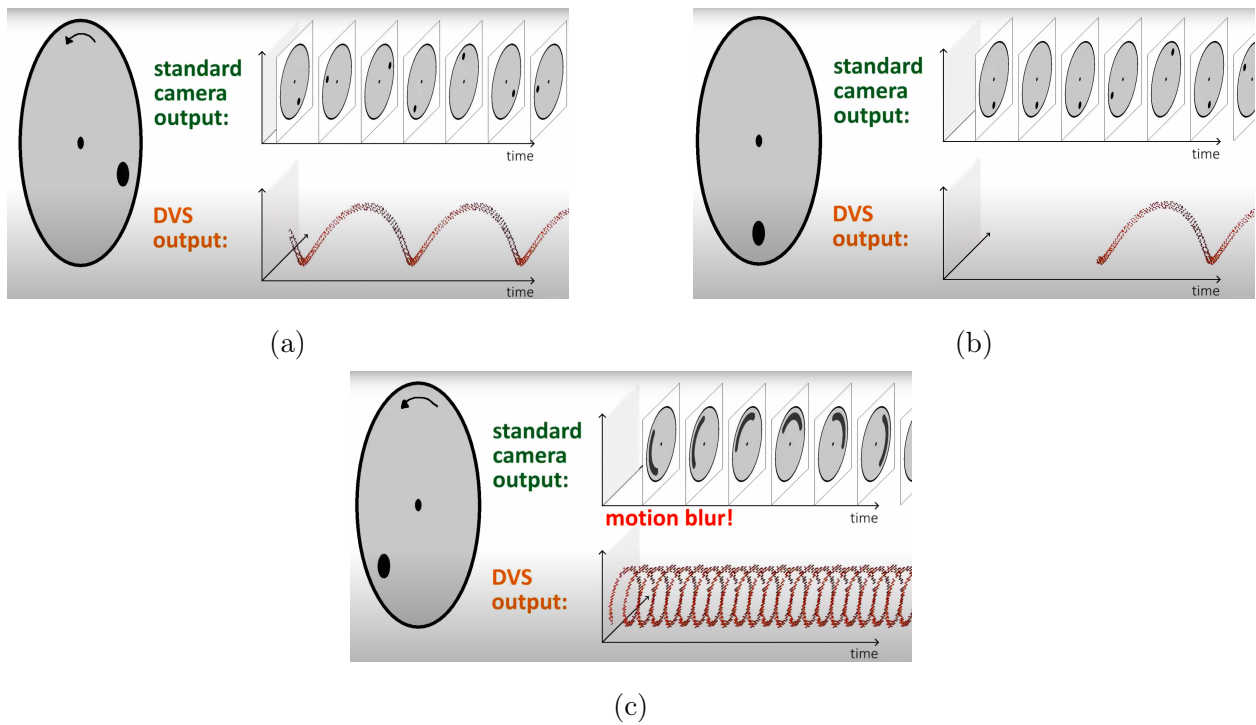 standard
camera
output:
time
DVS
output:
time
(a)
standard
camera
output:
time
DVS
output:
time
(b)
standard
camera
output:
motion blur!
time
DVS
output:
time
(c)